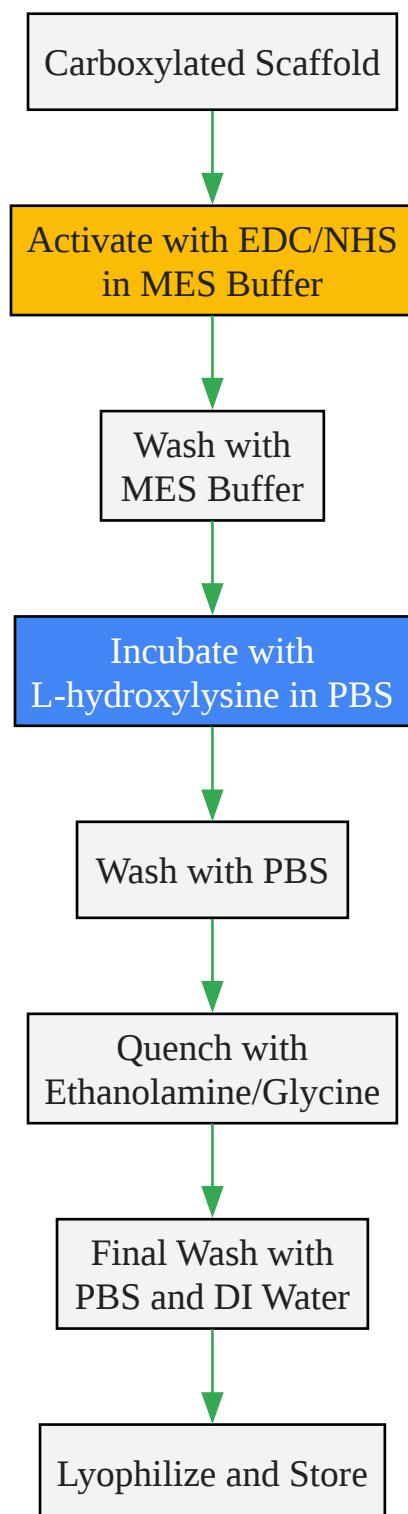 Carboxylated Scaffold
Activate with EDC/NHS
in MES Buffer
Wash with
MES Buffer
Incubate with
L-hydroxylysine in PBS
Wash with PBS
Quench with
Ethanolamine/Glycine
Final Wash with
PBS and DI Water
Lyophilize and Store